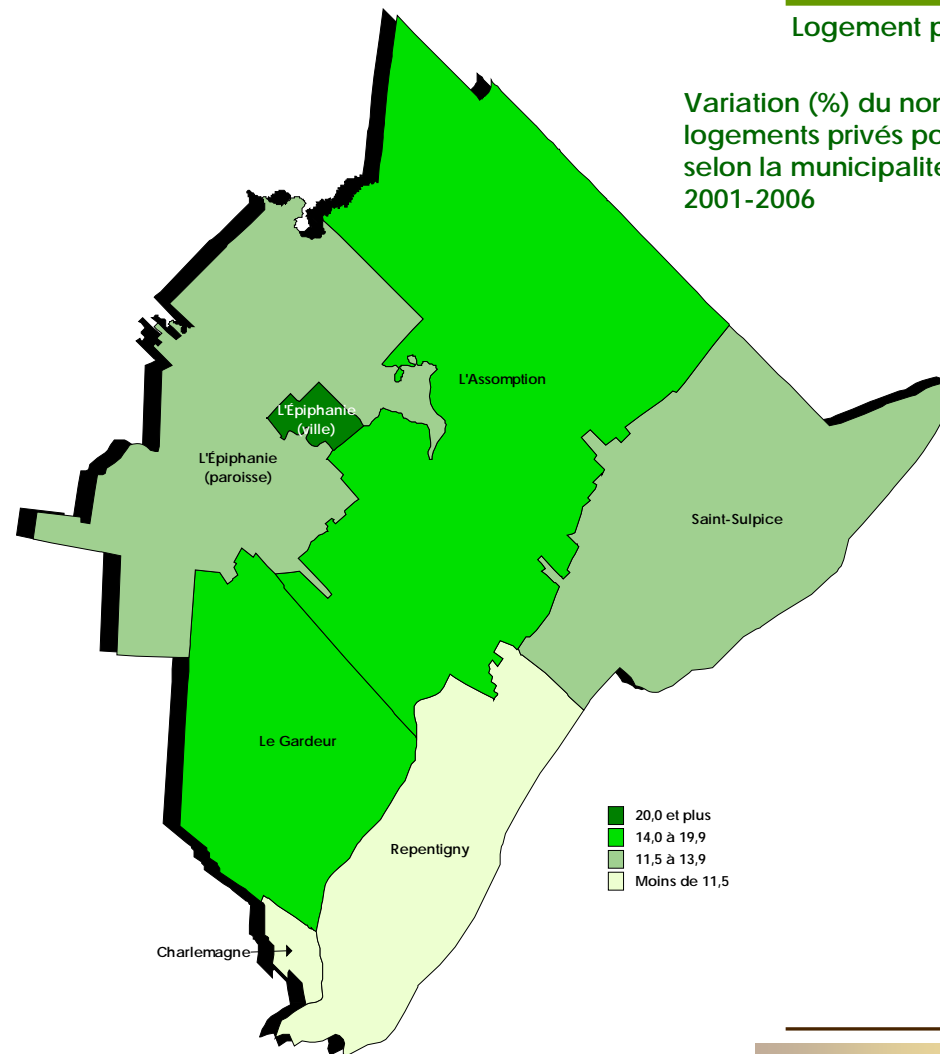 Logement p
Variation (%) du nor
logements privés po
selon la municipalité
2001-2006
L'Assomption
L'Épiphanie
(ville)
L'Épiphanie
(paroisse)
Saint-Sulpice
Le Gardeur
Repentigny
Charlemagne
20,0 et plus
14,0 à 19,9
11,5 à 13,9
Moins de 11,5